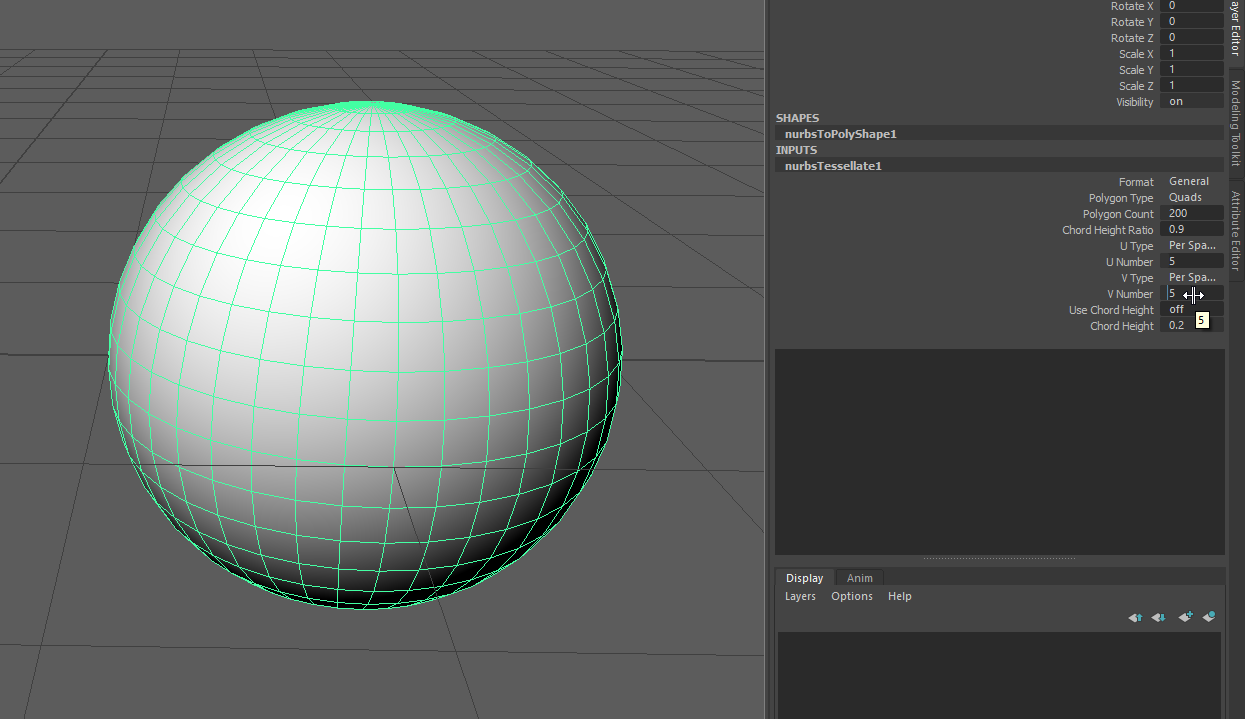 Rotate X 0
Rotate Y 0
Rotate Z 0
Scale X 1
Scale Y 1
Scale Z 1
Visibility on
SHAPES
nurbsToPolyShape1
INPUTS
nurbsTessellate1
Format General
Polygon Type Quads
Polygon Count 200
Chord Height Ratio 0.9
U Type Per Spa...
U Number 5
V Type Per Spa...
V Number 5
Use Chord Height off
5
Chord Height 0.2
Display Anim
Layers Options Help
ayer Editor
Modeling Toolkit
Attribute Editor